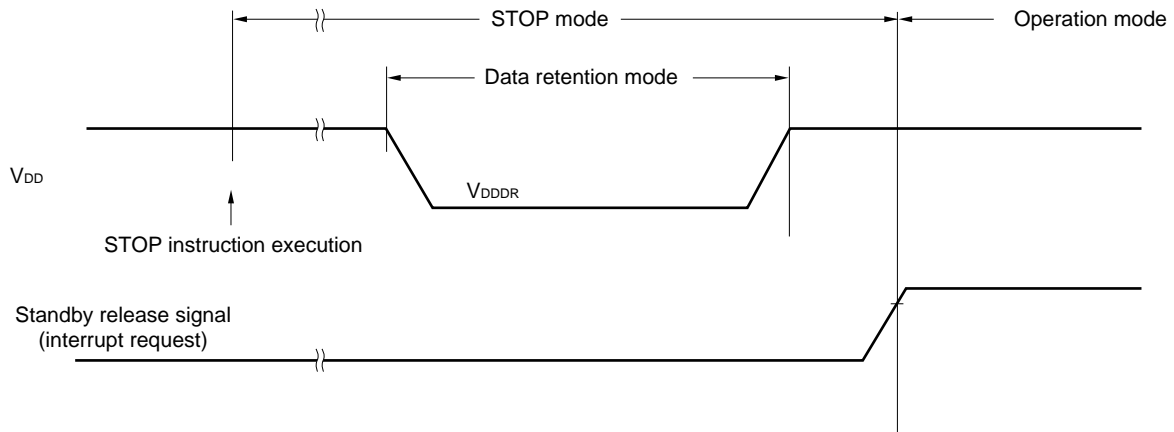 STOP mode
Operation mode
Data retention mode
VDD
VDDDR
STOP instruction execution
Standby release signal
(interrupt request)